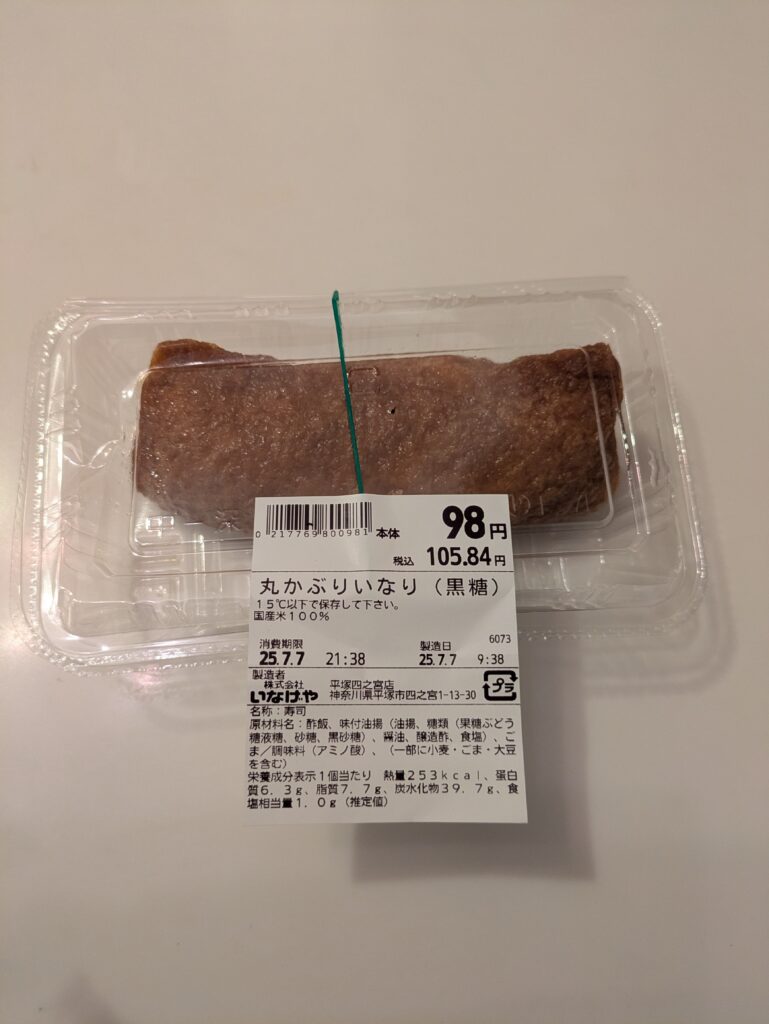 0 217769 800981 本体 98円
税込 105.84円
丸かぶりいなり(黒糖)
15℃以下で保存して下さい。
国産米100%
6073
消費期限 製造日
25.7.7 21:38 25.7.7 9:38
製造者
株式会社 平塚四之宮店
いなげや 神奈川県平塚市四之宮1-13-30 プラ
名称:寿司
原材料名:酢飯、味付油揚(油揚、糖類(果糖ぶどう
糖液糖、砂糖、黒砂糖)、醤油、醸造酢、食塩)、ご
ま/調味料(アミノ酸)、(一部に小麦・ごま・大豆
を含む)
栄養成分表示1個当たり 熱量253kcal、蛋白
質6.3g、脂質7.7g、炭水化物39.7g、食
塩相当量1.0g(推定値)